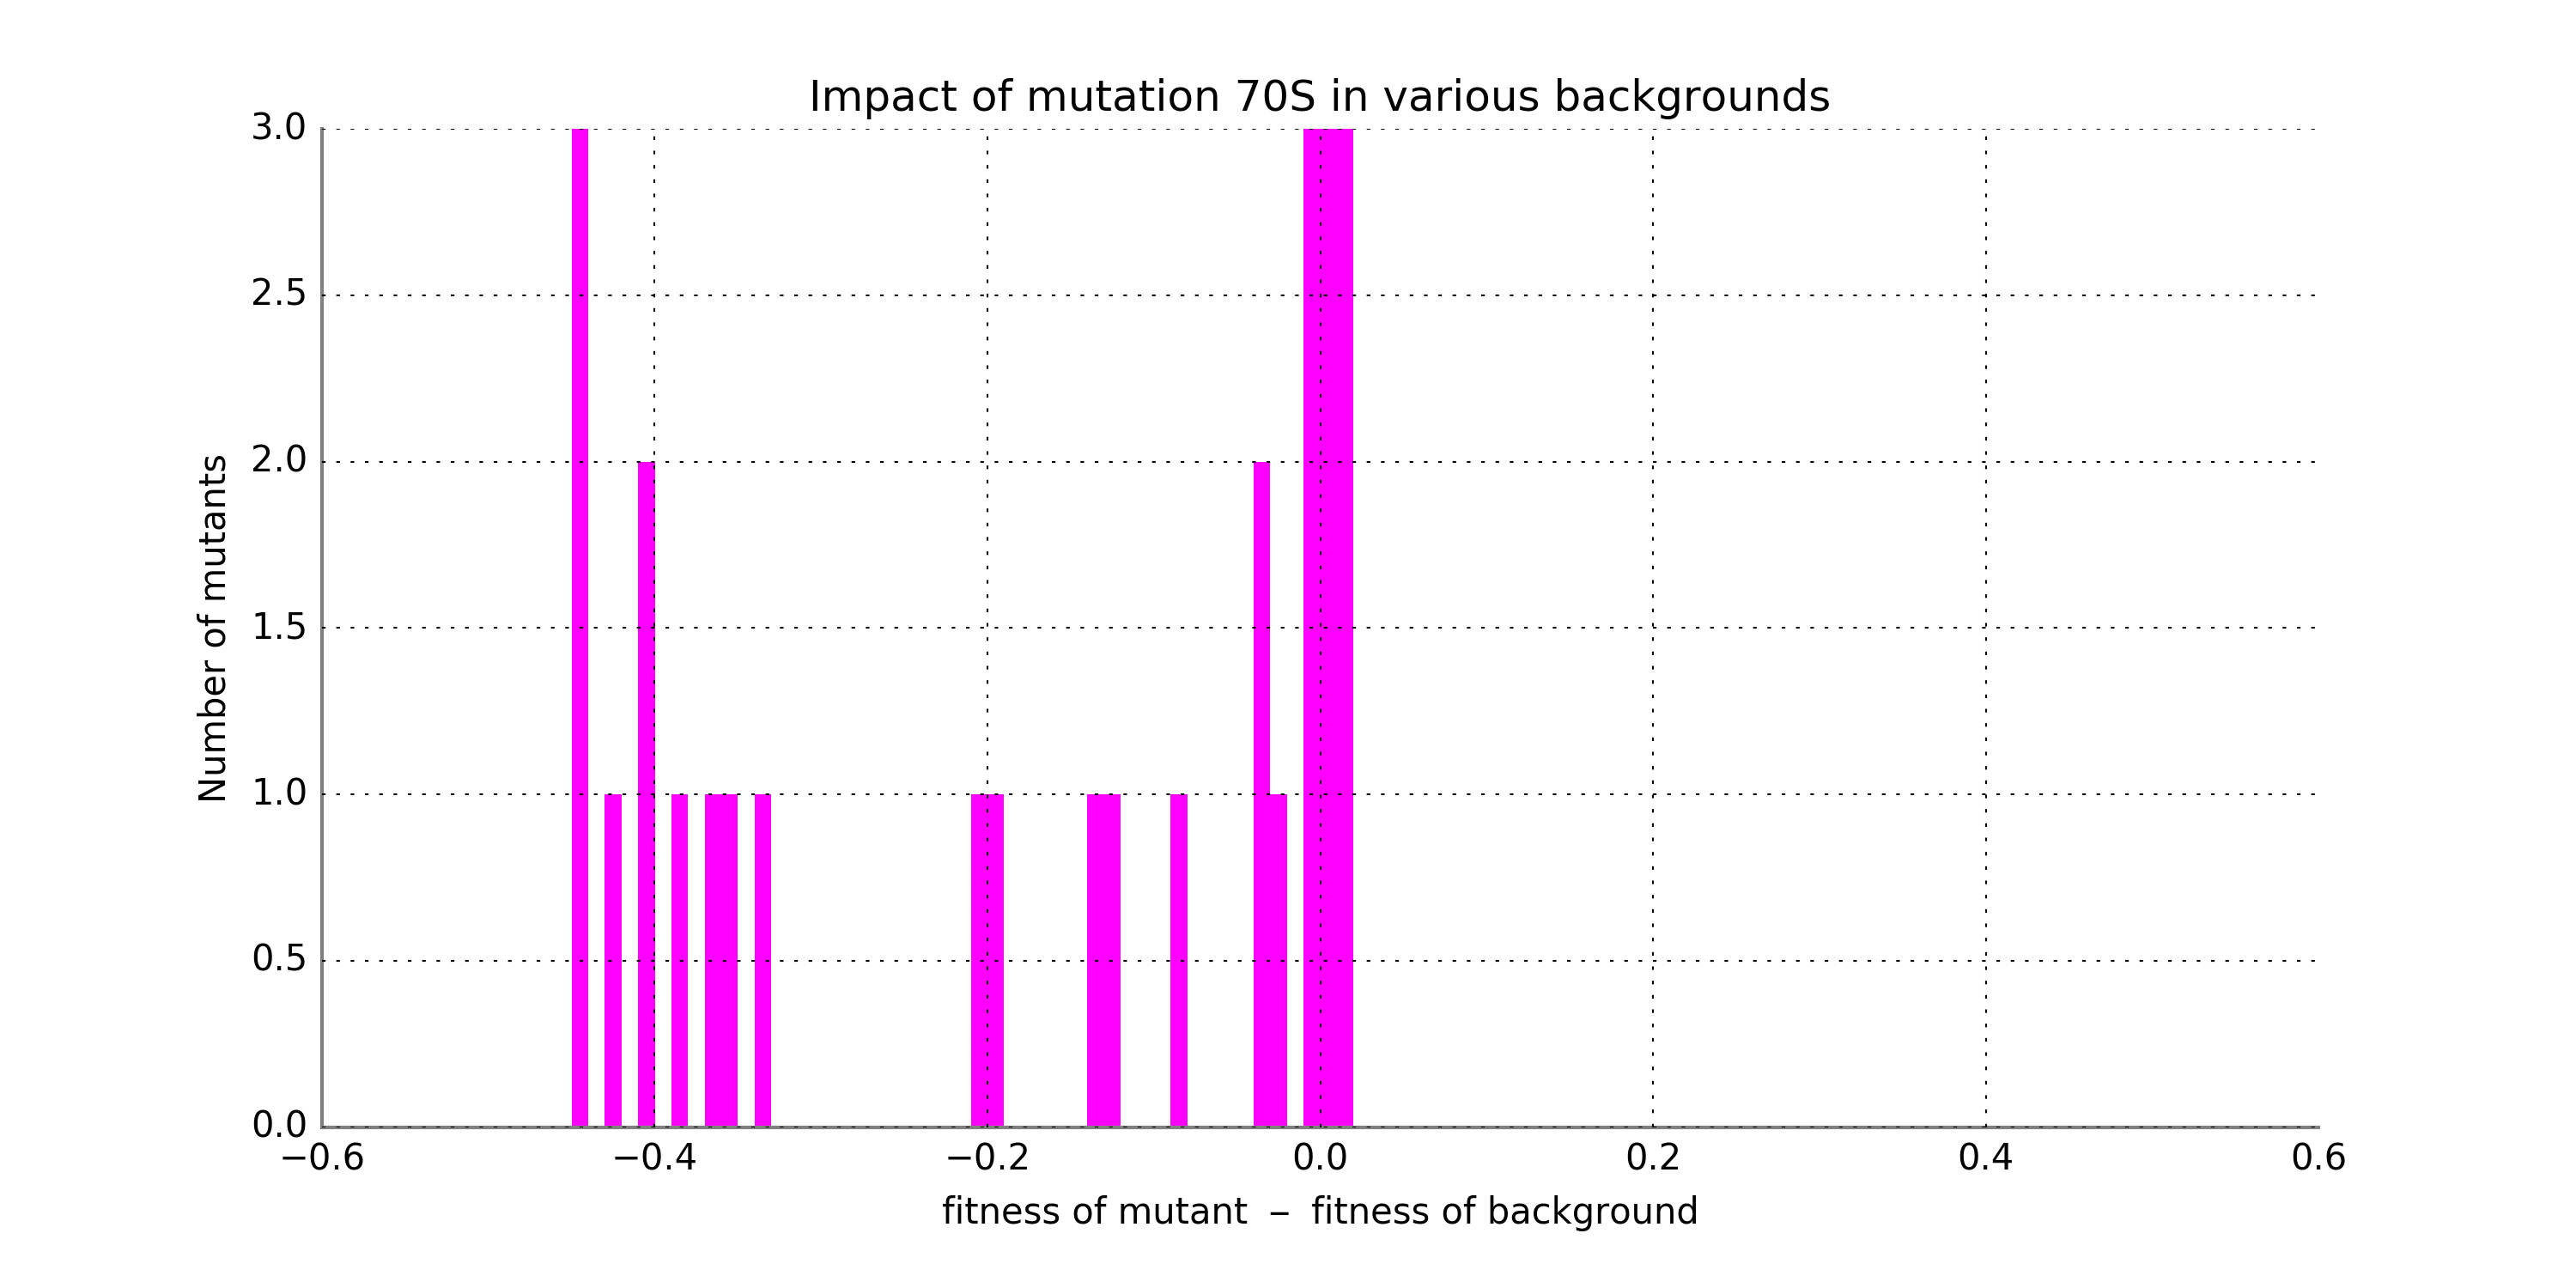 Impact of mutation 70S in various backgrounds
3.0
2.5
2.0
1.5
1.0
0.5
0.0
Number of mutants
−0.6 −0.4 −0.2 0.0 0.2 0.4 0.6
fitness of mutant − fitness of background